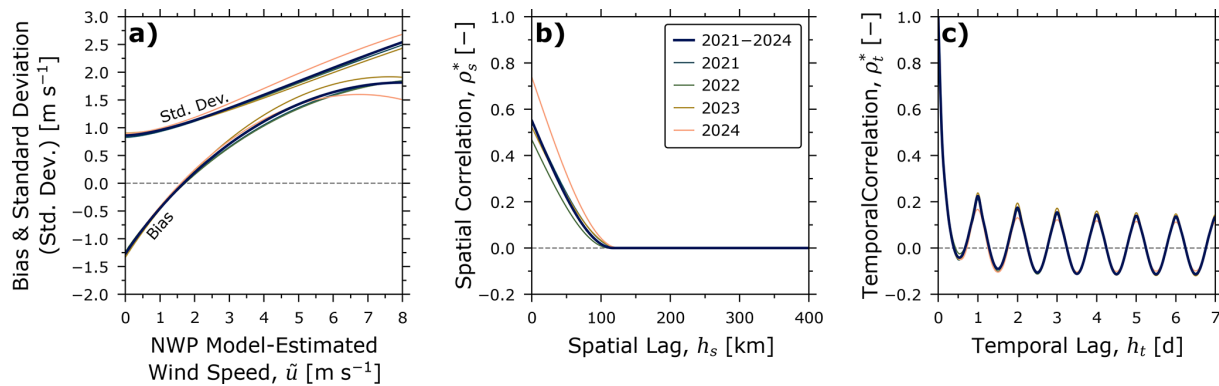 a)
Bias & Standard Deviation
(Std. Dev.) [m s⁻¹]
3.0
2.5
2.0
1.5
1.0
0.5
0.0
−0.5
−1.0
−1.5
−2.0
Std. Dev.
Bias
0 1 2 3 4 5 6 7 8
NWP Model-Estimated
Wind Speed, ũ [m s⁻¹]
b)
Spatial Correlation, ρ*ₛ [−]
1.0
0.8
0.6
0.4
0.2
0.0
−0.2
2021−2024
2021
2022
2023
2024
0 100 200 300 400
Spatial Lag, hₛ [km]
c)
TemporalCorrelation, ρ*ₜ [−]
1.0
0.8
0.6
0.4
0.2
0.0
−0.2
0 1 2 3 4 5 6 7
Temporal Lag, hₜ [d]